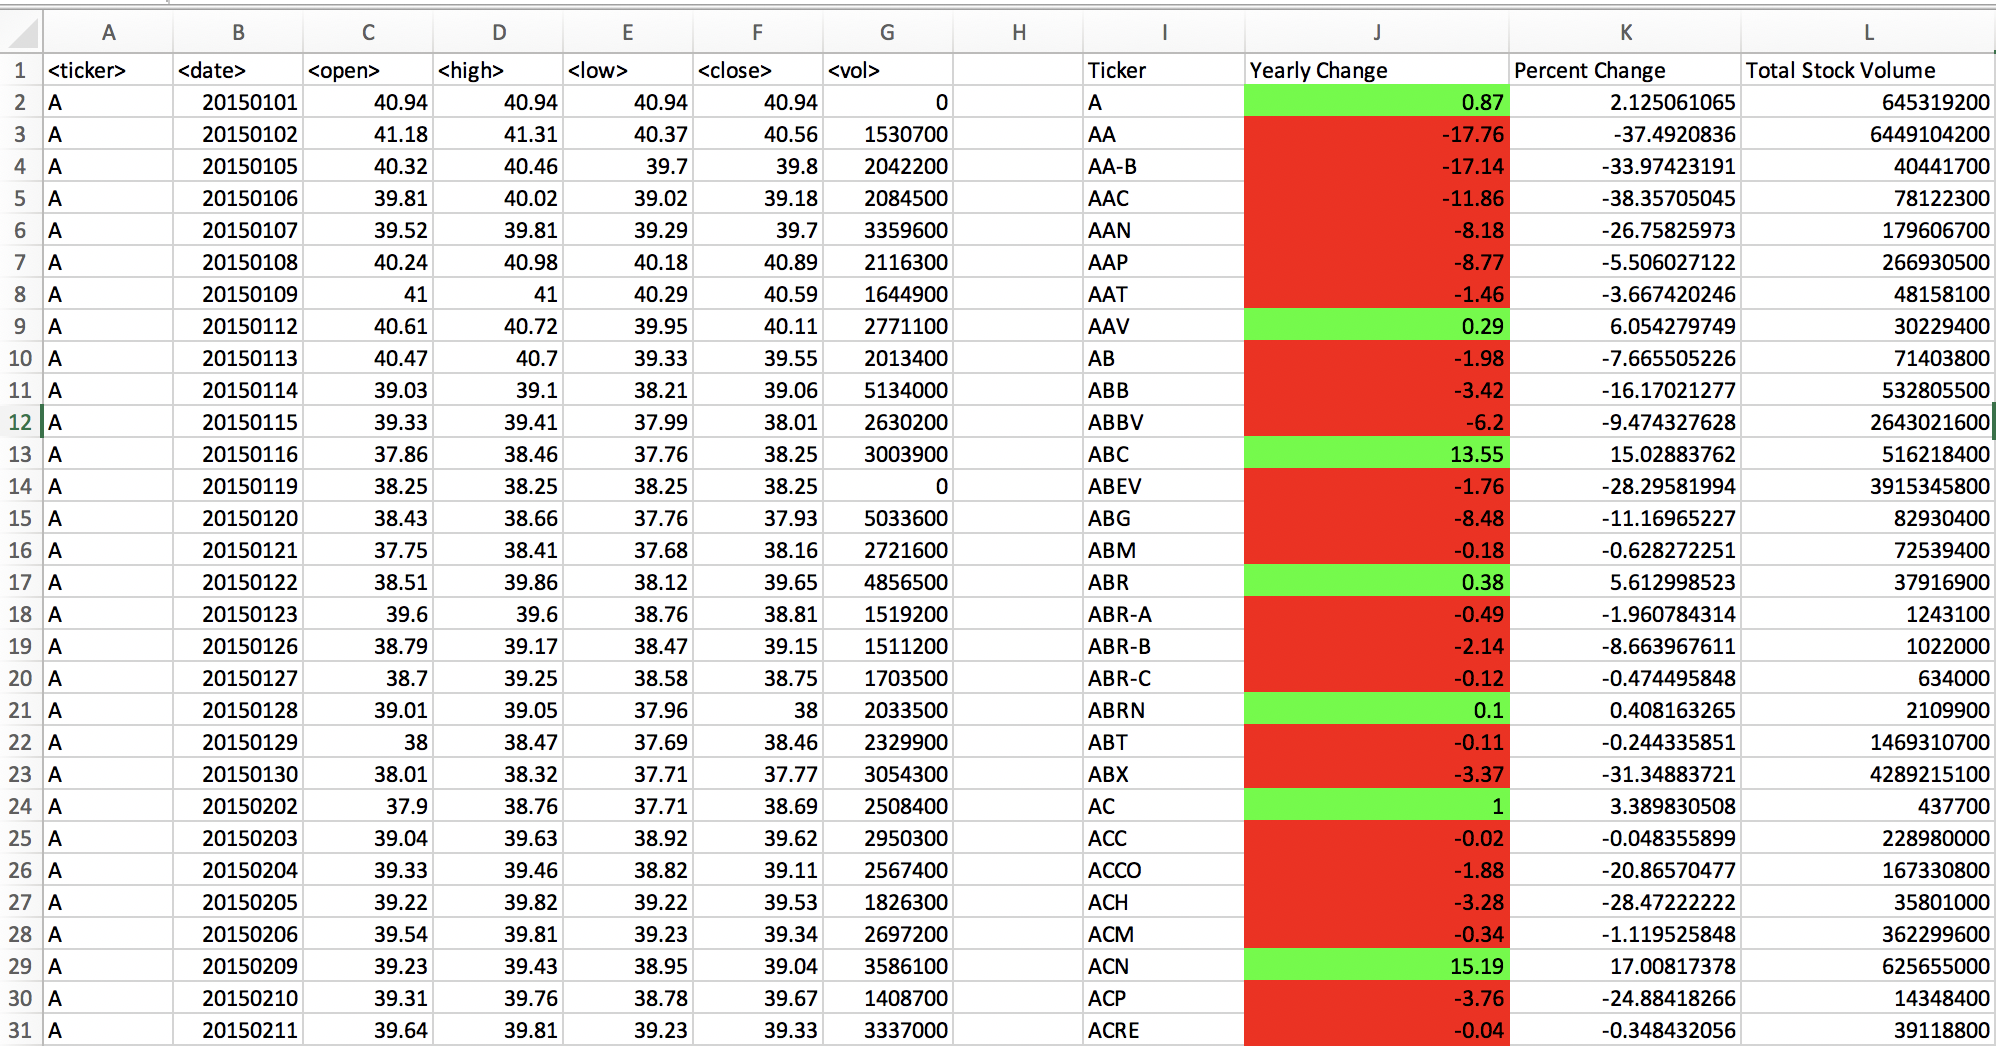 A B C D E F G H I J K L
1 <ticker> <date> <open> <high> <low> <close> <vol> Ticker Yearly Change Percent Change Total Stock Volume
2 A 20150101 40.94 40.94 40.94 40.94 0 A 0.87 2.125061065 645319200
3 A 20150102 41.18 41.31 40.37 40.56 1530700 AA -17.76 -37.4920836 6449104200
4 A 20150105 40.32 40.46 39.7 39.8 2042200 AA-B -17.14 -33.97423191 40441700
5 A 20150106 39.81 40.02 39.02 39.18 2084500 AAC -11.86 -38.35705045 78122300
6 A 20150107 39.52 39.81 39.29 39.7 3359600 AAN -8.18 -26.75825973 179606700
7 A 20150108 40.24 40.98 40.18 40.89 2116300 AAP -8.77 -5.506027122 266930500
8 A 20150109 41 41 40.29 40.59 1644900 AAT -1.46 -3.667420246 48158100
9 A 20150112 40.61 40.72 39.95 40.11 2771100 AAV 0.29 6.054279749 30229400
10 A 20150113 40.47 40.7 39.33 39.55 2013400 AB -1.98 -7.665505226 71403800
11 A 20150114 39.03 39.1 38.21 39.06 5134000 ABB -3.42 -16.17021277 532805500
12 A 20150115 39.33 39.41 37.99 38.01 2630200 ABBV -6.2 -9.474327628 2643021600
13 A 20150116 37.86 38.46 37.76 38.25 3003900 ABC 13.55 15.02883762 516218400
14 A 20150119 38.25 38.25 38.25 38.25 0 ABEV -1.76 -28.29581994 3915345800
15 A 20150120 38.43 38.66 37.76 37.93 5033600 ABG -8.48 -11.16965227 82930400
16 A 20150121 37.75 38.41 37.68 38.16 2721600 ABM -0.18 -0.628272251 72539400
17 A 20150122 38.51 39.86 38.12 39.65 4856500 ABR 0.38 5.612998523 37916900
18 A 20150123 39.6 39.6 38.76 38.81 1519200 ABR-A -0.49 -1.960784314 1243100
19 A 20150126 38.79 39.17 38.47 39.15 1511200 ABR-B -2.14 -8.663967611 1022000
20 A 20150127 38.7 39.25 38.58 38.75 1703500 ABR-C -0.12 -0.474495848 634000
21 A 20150128 39.01 39.05 37.96 38 2033500 ABRN 0.1 0.408163265 2109900
22 A 20150129 38 38.47 37.69 38.46 2329900 ABT -0.11 -0.244335851 1469310700
23 A 20150130 38.01 38.32 37.71 37.77 3054300 ABX -3.37 -31.34883721 4289215100
24 A 20150202 37.9 38.76 37.71 38.69 2508400 AC 1 3.389830508 437700
25 A 20150203 39.04 39.63 38.92 39.62 2950300 ACC -0.02 -0.048355899 228980000
26 A 20150204 39.33 39.46 38.82 39.11 2567400 ACCO -1.88 -20.86570477 167330800
27 A 20150205 39.22 39.82 39.22 39.53 1826300 ACH -3.28 -28.47222222 35801000
28 A 20150206 39.54 39.81 39.23 39.34 2697200 ACM -0.34 -1.119525848 362299600
29 A 20150209 39.23 39.43 38.95 39.04 3586100 ACN 15.19 17.00817378 625655000
30 A 20150210 39.31 39.76 38.78 39.67 1408700 ACP -3.76 -24.88418266 14348400
31 A 20150211 39.64 39.81 39.23 39.33 3337000 ACRE -0.04 -0.348432056 39118800